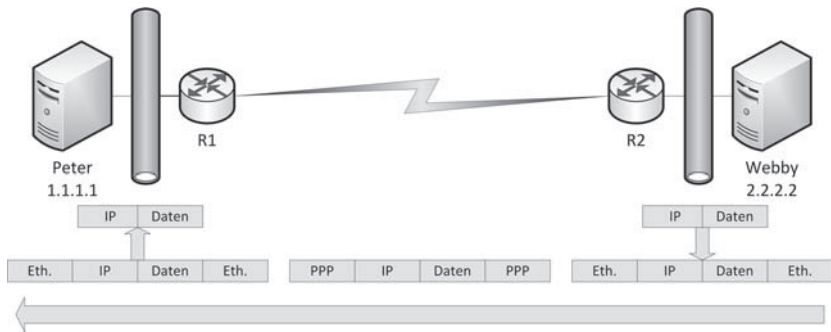 R1
R2
Peter
1.1.1.1
Webby
2.2.2.2
IP Daten
IP Daten
Eth. IP Daten Eth.
PPP IP Daten PPP
Eth. IP Daten Eth.